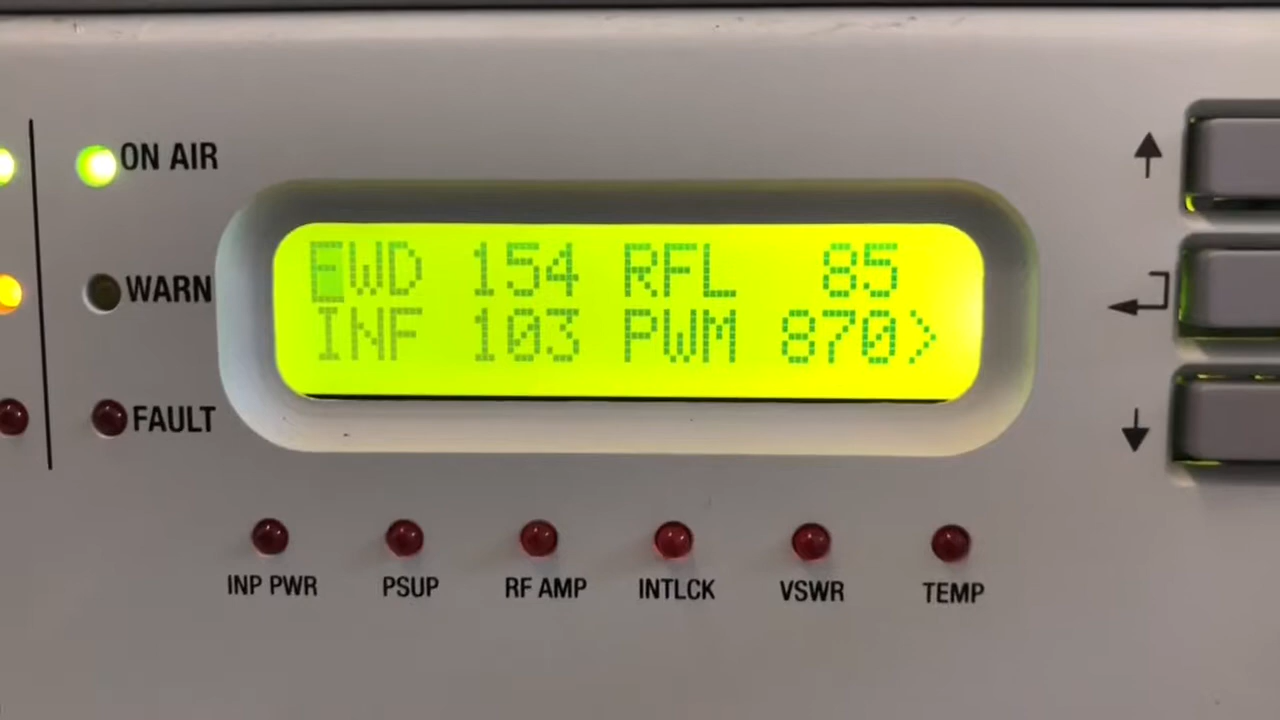 ON AIR
WARN
FAULT
FWD 154 RFL 85
INF 103 PWM 870>
INP PWR
PSUP
RF AMP
INTLCK
VSWR
TEMP